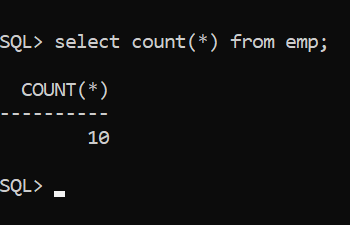 SQL> select count(*) from emp;
COUNT(*)
----------
10
SQL>